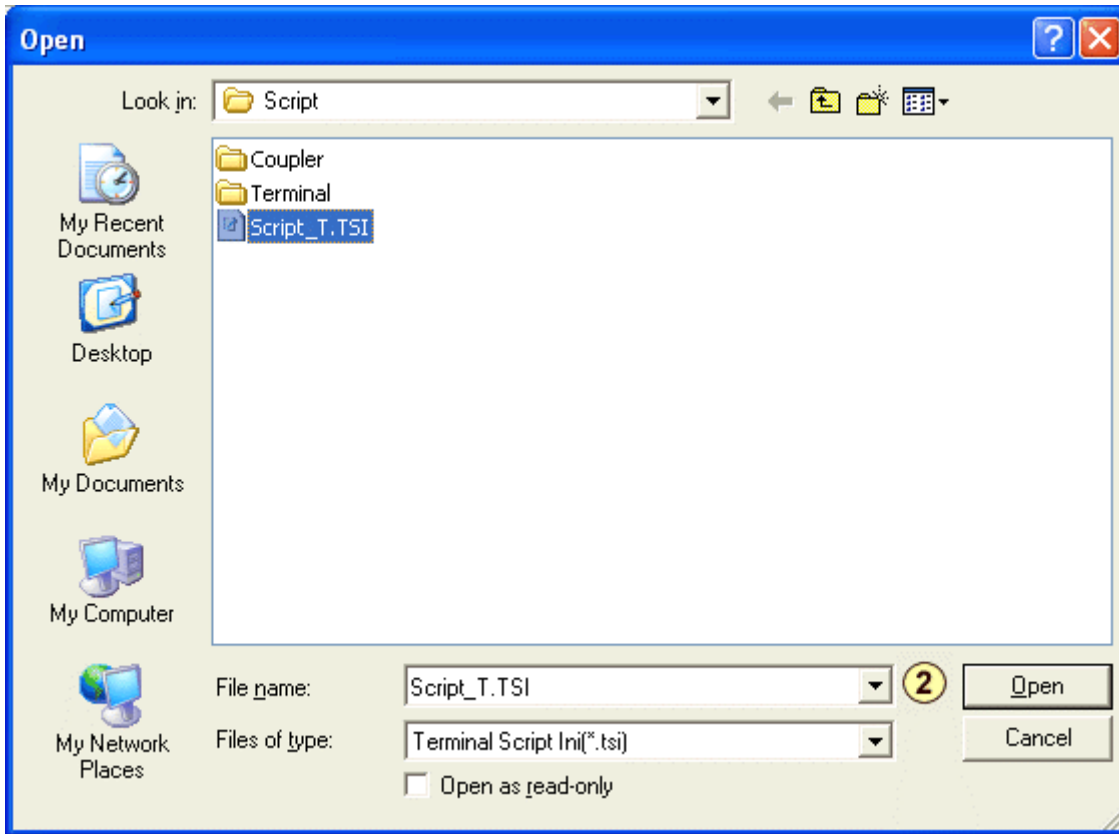 Open
Look in:
Script
Coupler
Terminal
Script_T.TSI
My Recent
Documents
Desktop
My Documents
My Computer
My Network
Places
File name:
Script_T.TSI
2
Open
Files of type:
Terminal Script Ini(*.tsi)
Cancel
Open as read-only